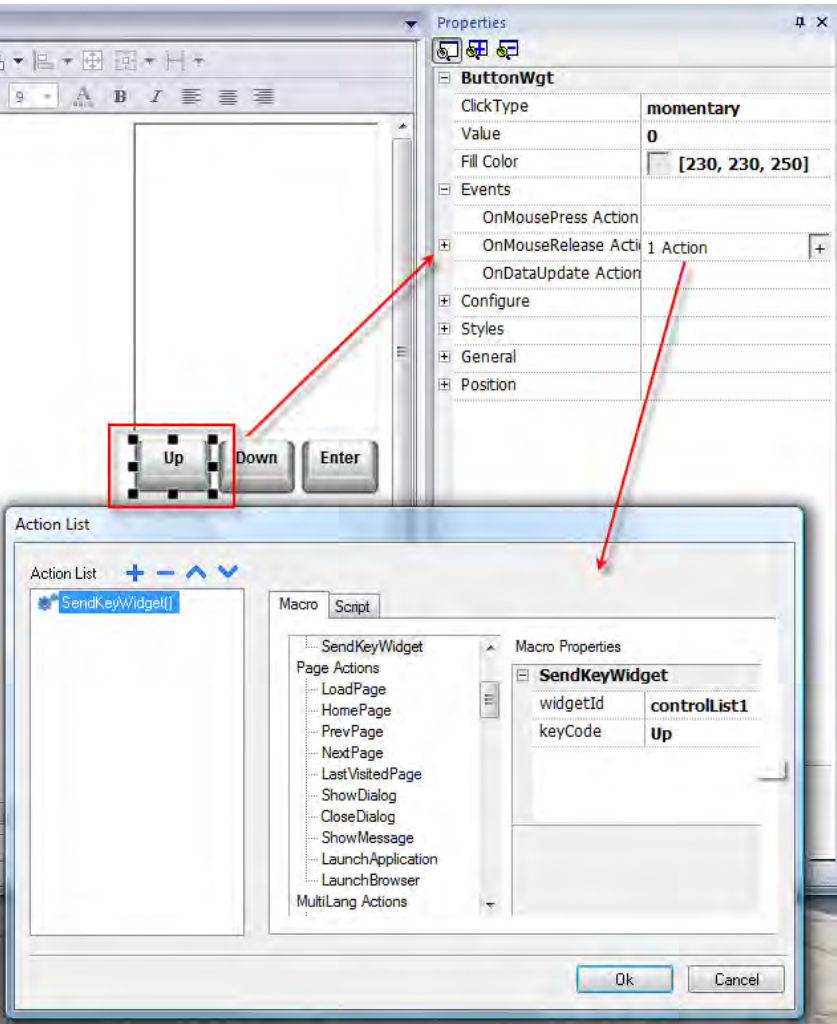 Properties
ButtonWgt
ClickType momentary
Value 0
Fill Color [230, 230, 250]
Events
OnMousePress Action
OnMouseRelease Acti 1 Action +
OnDataUpdate Action
Configure
Styles
General
Position
9 A B I
Up Down Enter
Action List
Action List
SendKeyWidget()
Macro Script
SendKeyWidget
Page Actions
LoadPage
HomePage
PrevPage
NextPage
LastVisitedPage
ShowDialog
CloseDialog
ShowMessage
LaunchApplication
LaunchBrowser
MultiLang Actions
Macro Properties
SendKeyWidget
widgetId controlList1
keyCode Up
Ok Cancel